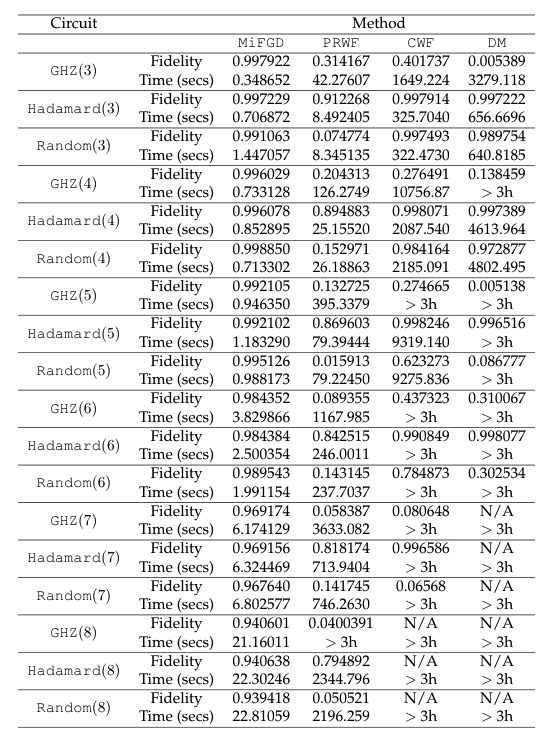 Circuit Method
MiFGD PRWF CWF DM
GHZ(3) Fidelity 0.997922 0.314167 0.401737 0.005389
Time (secs) 0.348652 42.27607 1649.224 3279.118
Hadamard(3) Fidelity 0.997229 0.912268 0.997914 0.997222
Time (secs) 0.706872 8.492405 325.7040 656.6696
Random(3) Fidelity 0.991063 0.074774 0.997493 0.989754
Time (secs) 1.447057 8.345135 322.4730 640.8185
GHZ(4) Fidelity 0.996029 0.204313 0.276491 0.138459
Time (secs) 0.733128 126.2749 10756.87 > 3h
Hadamard(4) Fidelity 0.996078 0.894883 0.998071 0.997389
Time (secs) 0.852895 25.15520 2087.540 4613.964
Random(4) Fidelity 0.998850 0.152971 0.984164 0.972877
Time (secs) 0.713302 26.18863 2185.091 4802.495
GHZ(5) Fidelity 0.992105 0.132725 0.274665 0.005138
Time (secs) 0.946350 395.3379 > 3h > 3h
Hadamard(5) Fidelity 0.992102 0.869603 0.998246 0.996516
Time (secs) 1.183290 79.39444 9319.140 > 3h
Random(5) Fidelity 0.995126 0.015913 0.623273 0.086777
Time (secs) 0.988173 79.22450 9275.836 > 3h
GHZ(6) Fidelity 0.984352 0.089355 0.437323 0.310067
Time (secs) 3.829866 1167.985 > 3h > 3h
Hadamard(6) Fidelity 0.984384 0.842515 0.990849 0.998077
Time (secs) 2.500354 246.0011 > 3h > 3h
Random(6) Fidelity 0.989543 0.143145 0.784873 0.302534
Time (secs) 1.991154 237.7037 > 3h > 3h
GHZ(7) Fidelity 0.969174 0.058387 0.080648 N/A
Time (secs) 6.174129 3633.082 > 3h > 3h
Hadamard(7) Fidelity 0.969156 0.818174 0.996586 N/A
Time (secs) 6.324469 713.9404 > 3h > 3h
Random(7) Fidelity 0.967640 0.141745 0.06568 N/A
Time (secs) 6.802577 746.2630 > 3h > 3h
GHZ(8) Fidelity 0.940601 0.0400391 N/A N/A
Time (secs) 21.16011 > 3h > 3h > 3h
Hadamard(8) Fidelity 0.940638 0.794892 N/A N/A
Time (secs) 22.30246 2344.796 > 3h > 3h
Random(8) Fidelity 0.939418 0.050521 N/A N/A
Time (secs) 22.81059 2196.259 > 3h > 3h